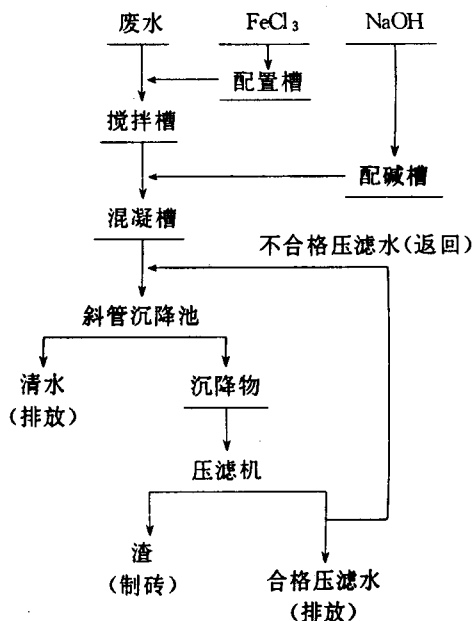 废水 FeCl₃ NaOH
配置槽
搅拌槽
配碱槽
混凝槽
不合格压滤水(返回)
斜管沉降池
清水 沉降物
(排放)
压滤机
渣 合格压滤水
(制砖) (排放)